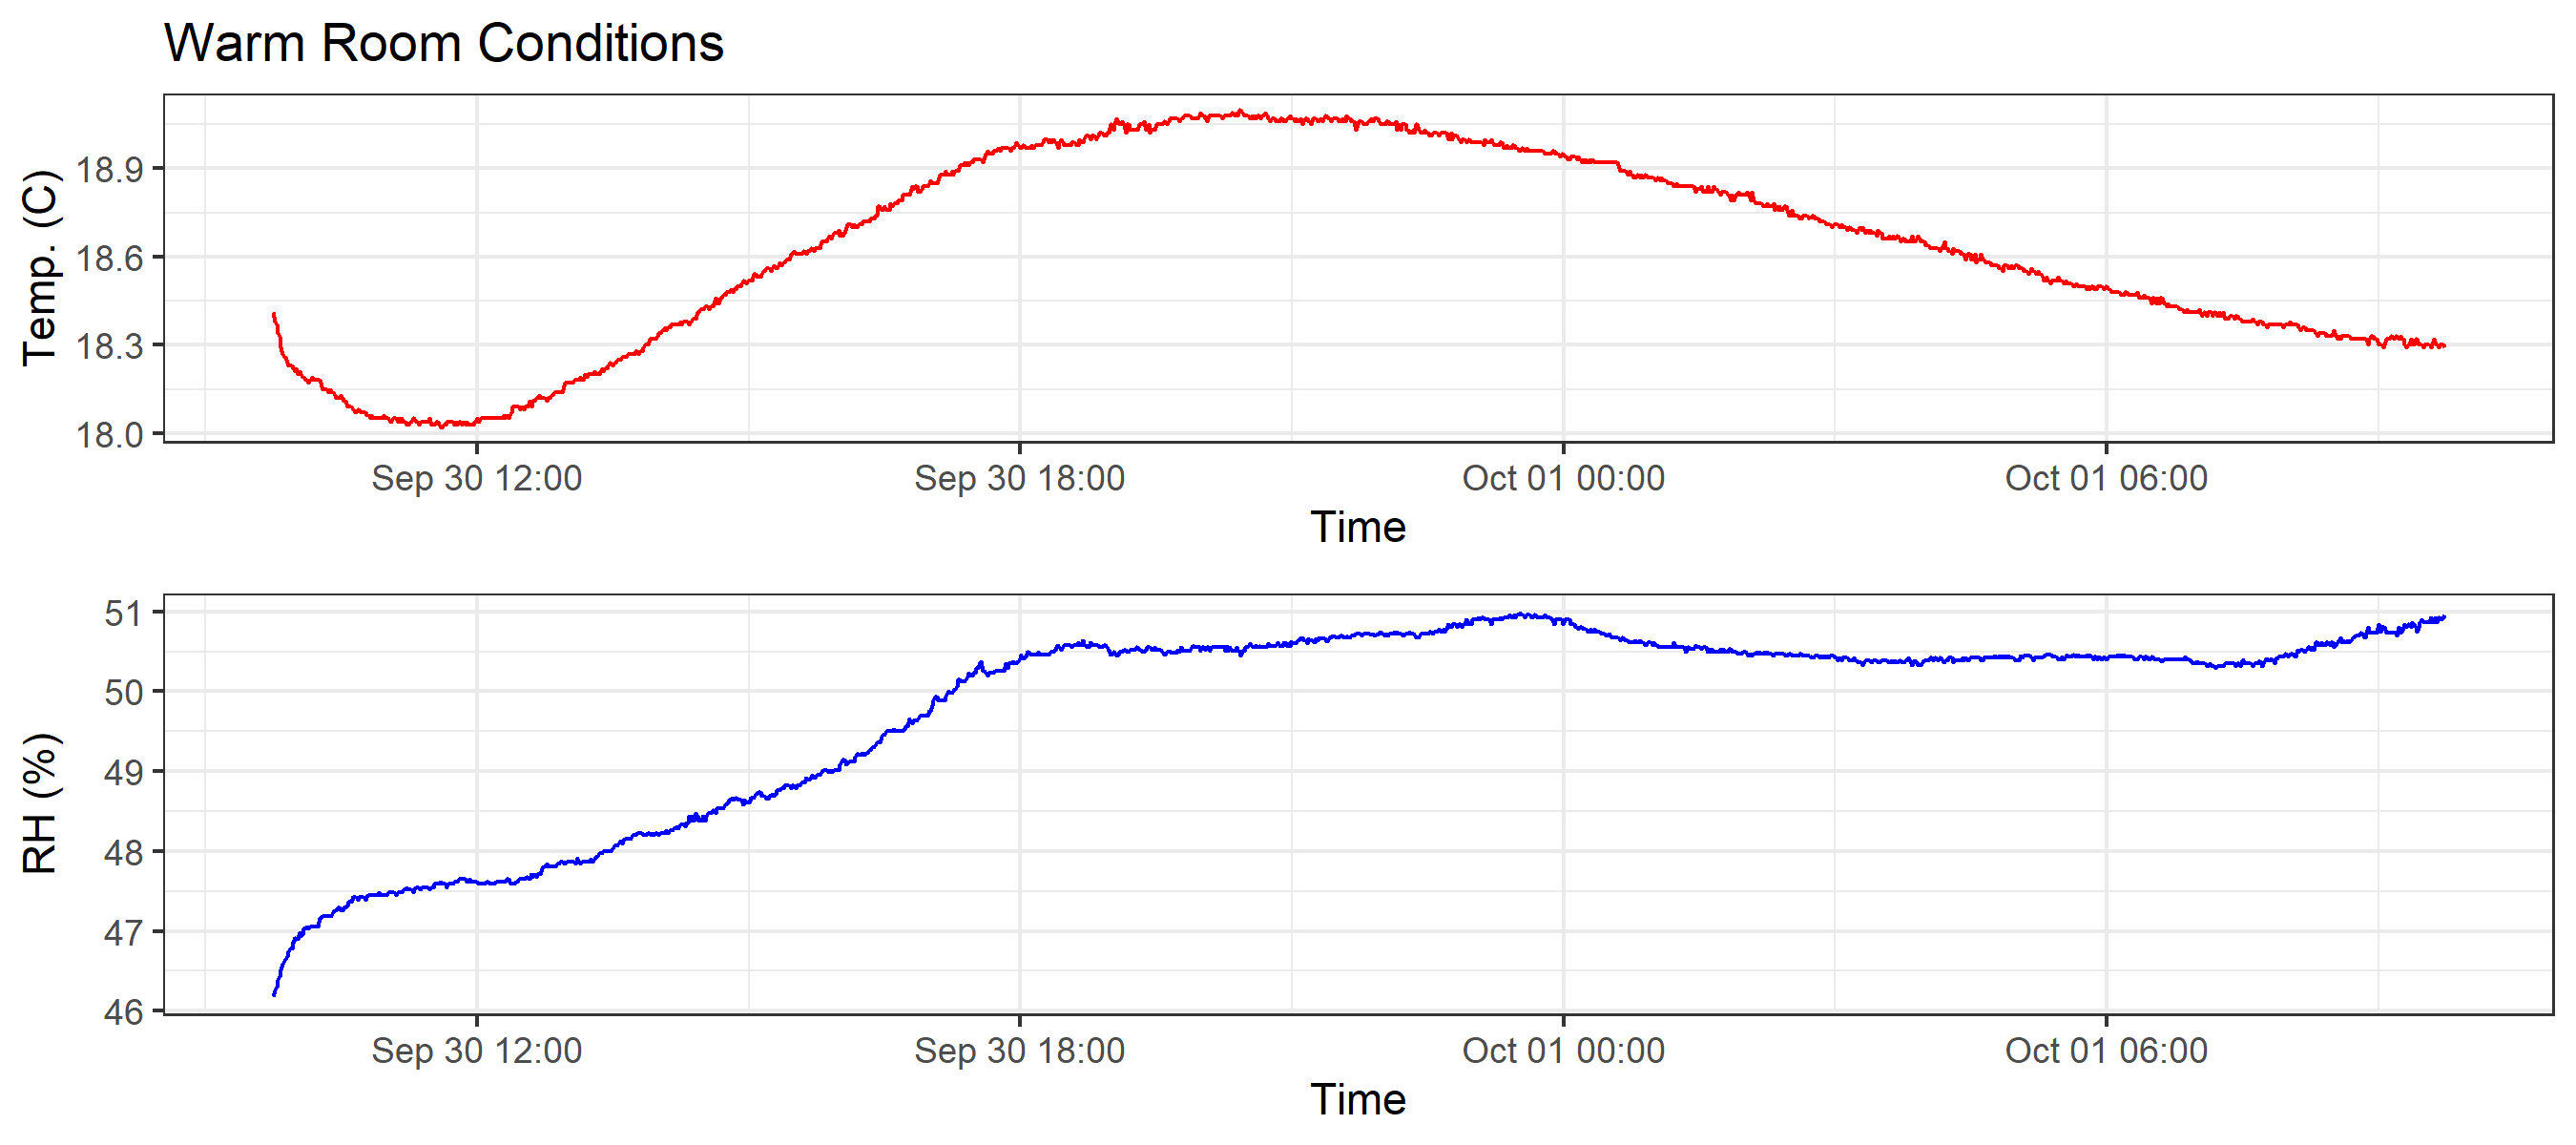 Warm Room Conditions
Temp. (C)
18.9
18.6
18.3
18.0
Sep 30 12:00 Sep 30 18:00 Oct 01 00:00 Oct 01 06:00
Time
RH (%)
51
50
49
48
47
46
Sep 30 12:00 Sep 30 18:00 Oct 01 00:00 Oct 01 06:00
Time